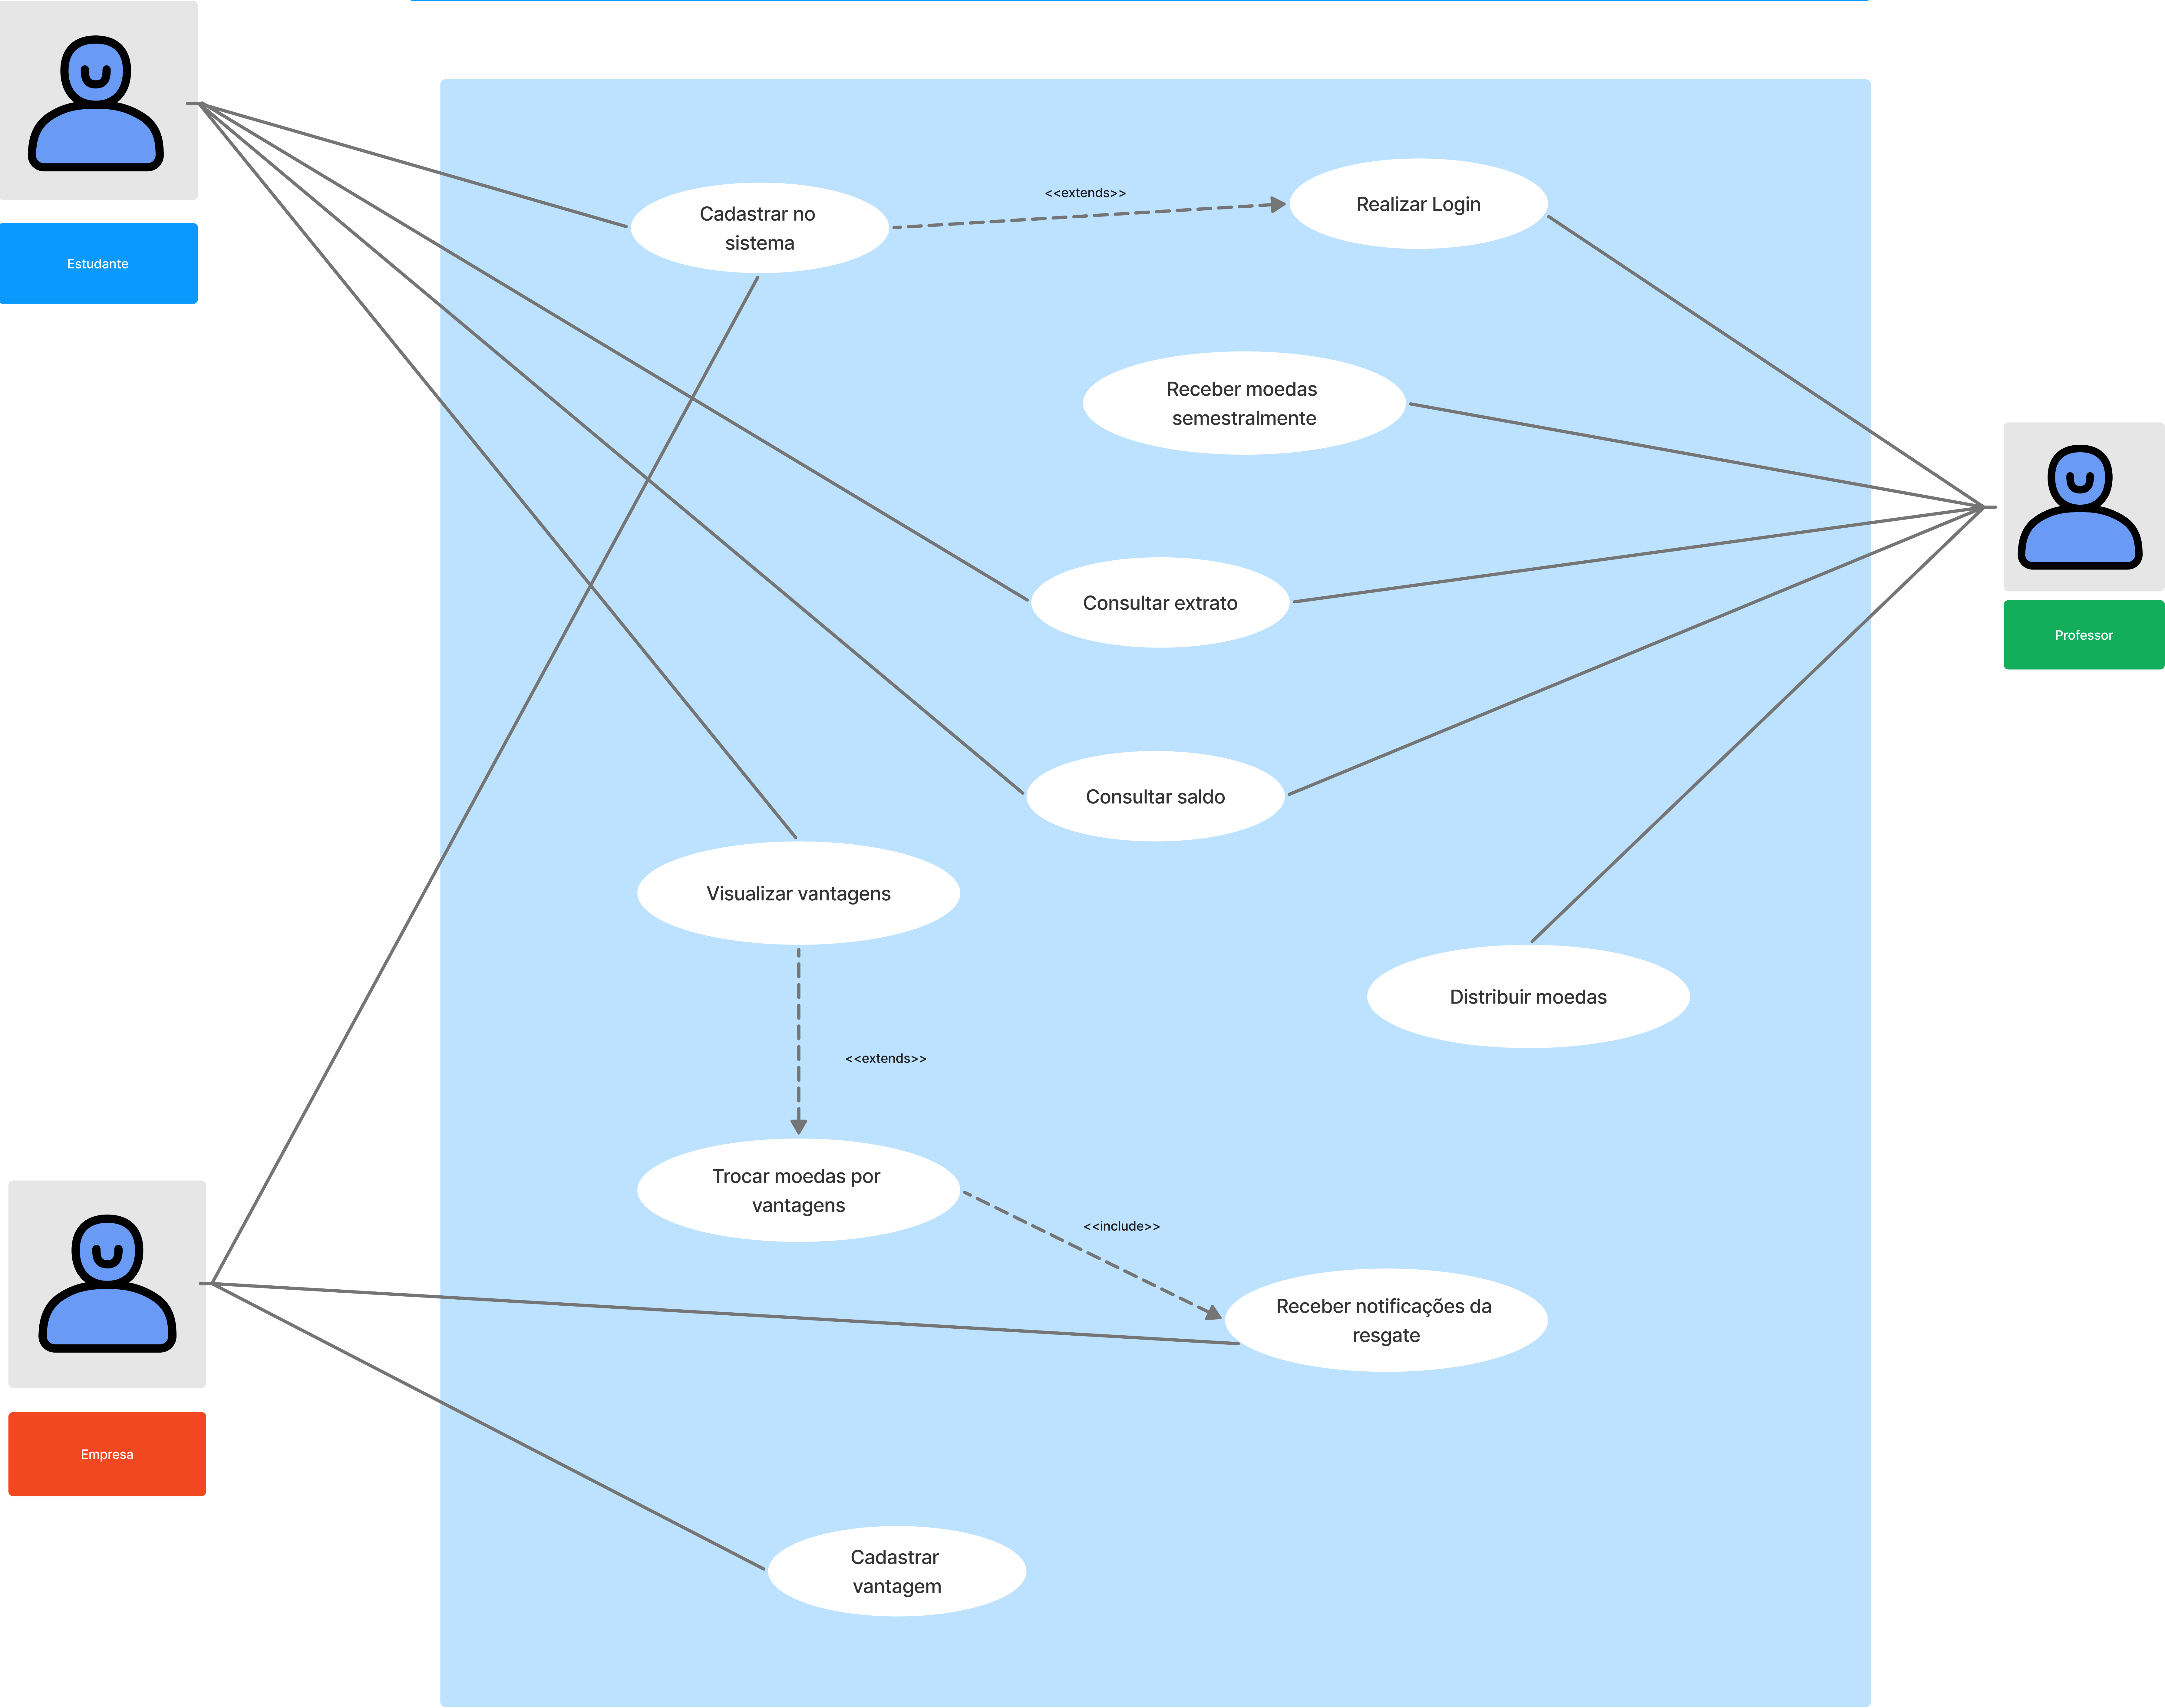 Estudante
Cadastrar no
sistema
<<extends>>
Realizar Login
Receber moedas
semestralmente
Consultar extrato
Professor
Consultar saldo
Visualizar vantagens
Distribuir moedas
<<extends>>
Trocar moedas por
vantagens
<<include>>
Receber notificações da
resgate
Empresa
Cadastrar
vantagem